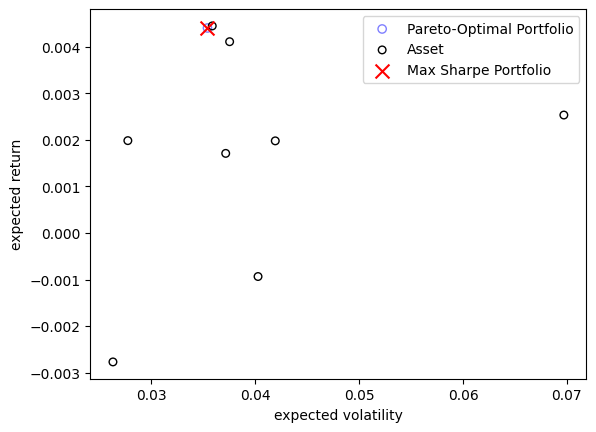 Pareto-Optimal Portfolio
Asset
Max Sharpe Portfolio
0.004
0.003
0.002
0.001
0.000
−0.001
−0.002
−0.003
expected return
0.03 0.04 0.05 0.06 0.07
expected volatility